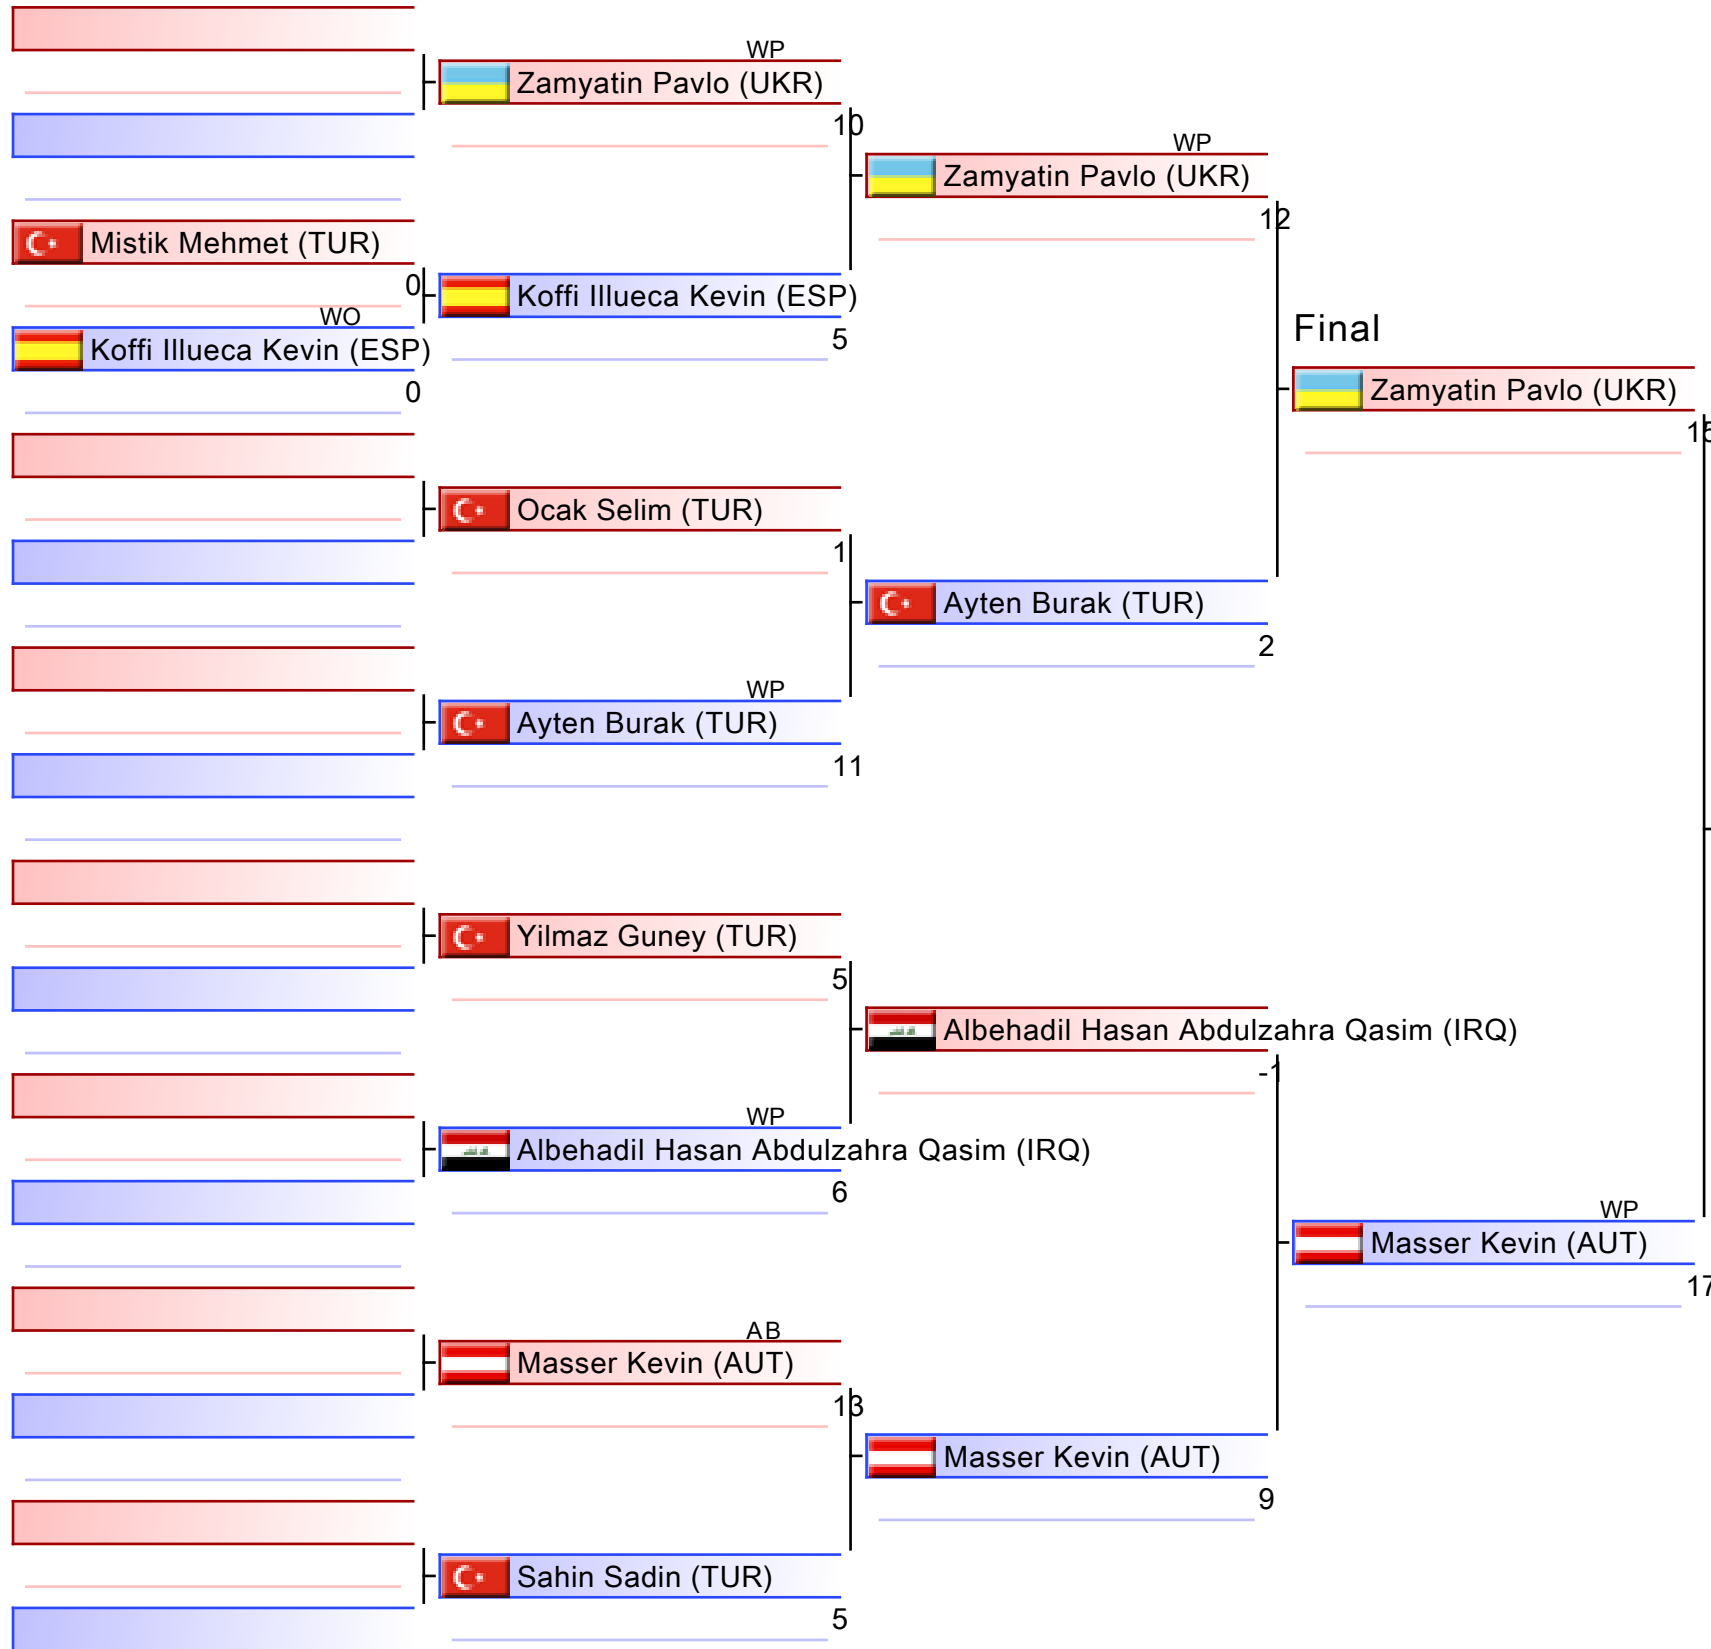 WP
Zamyatin Pavlo (UKR)
10
WP
Zamyatin Pavlo (UKR)
12
Mistik Mehmet (TUR)
0
Koffi Illueca Kevin (ESP)
5
WO
Koffi Illueca Kevin (ESP)
0
Final
Zamyatin Pavlo (UKR)
15
Ocak Selim (TUR)
1
Ayten Burak (TUR)
2
WP
Ayten Burak (TUR)
11
Yilmaz Guney (TUR)
5
Albehadil Hasan Abdulzahra Qasim (IRQ)
-1
WP
Albehadil Hasan Abdulzahra Qasim (IRQ)
6
WP
Masser Kevin (AUT)
17
AB
Masser Kevin (AUT)
13
Masser Kevin (AUT)
9
Sahin Sadin (TUR)
5